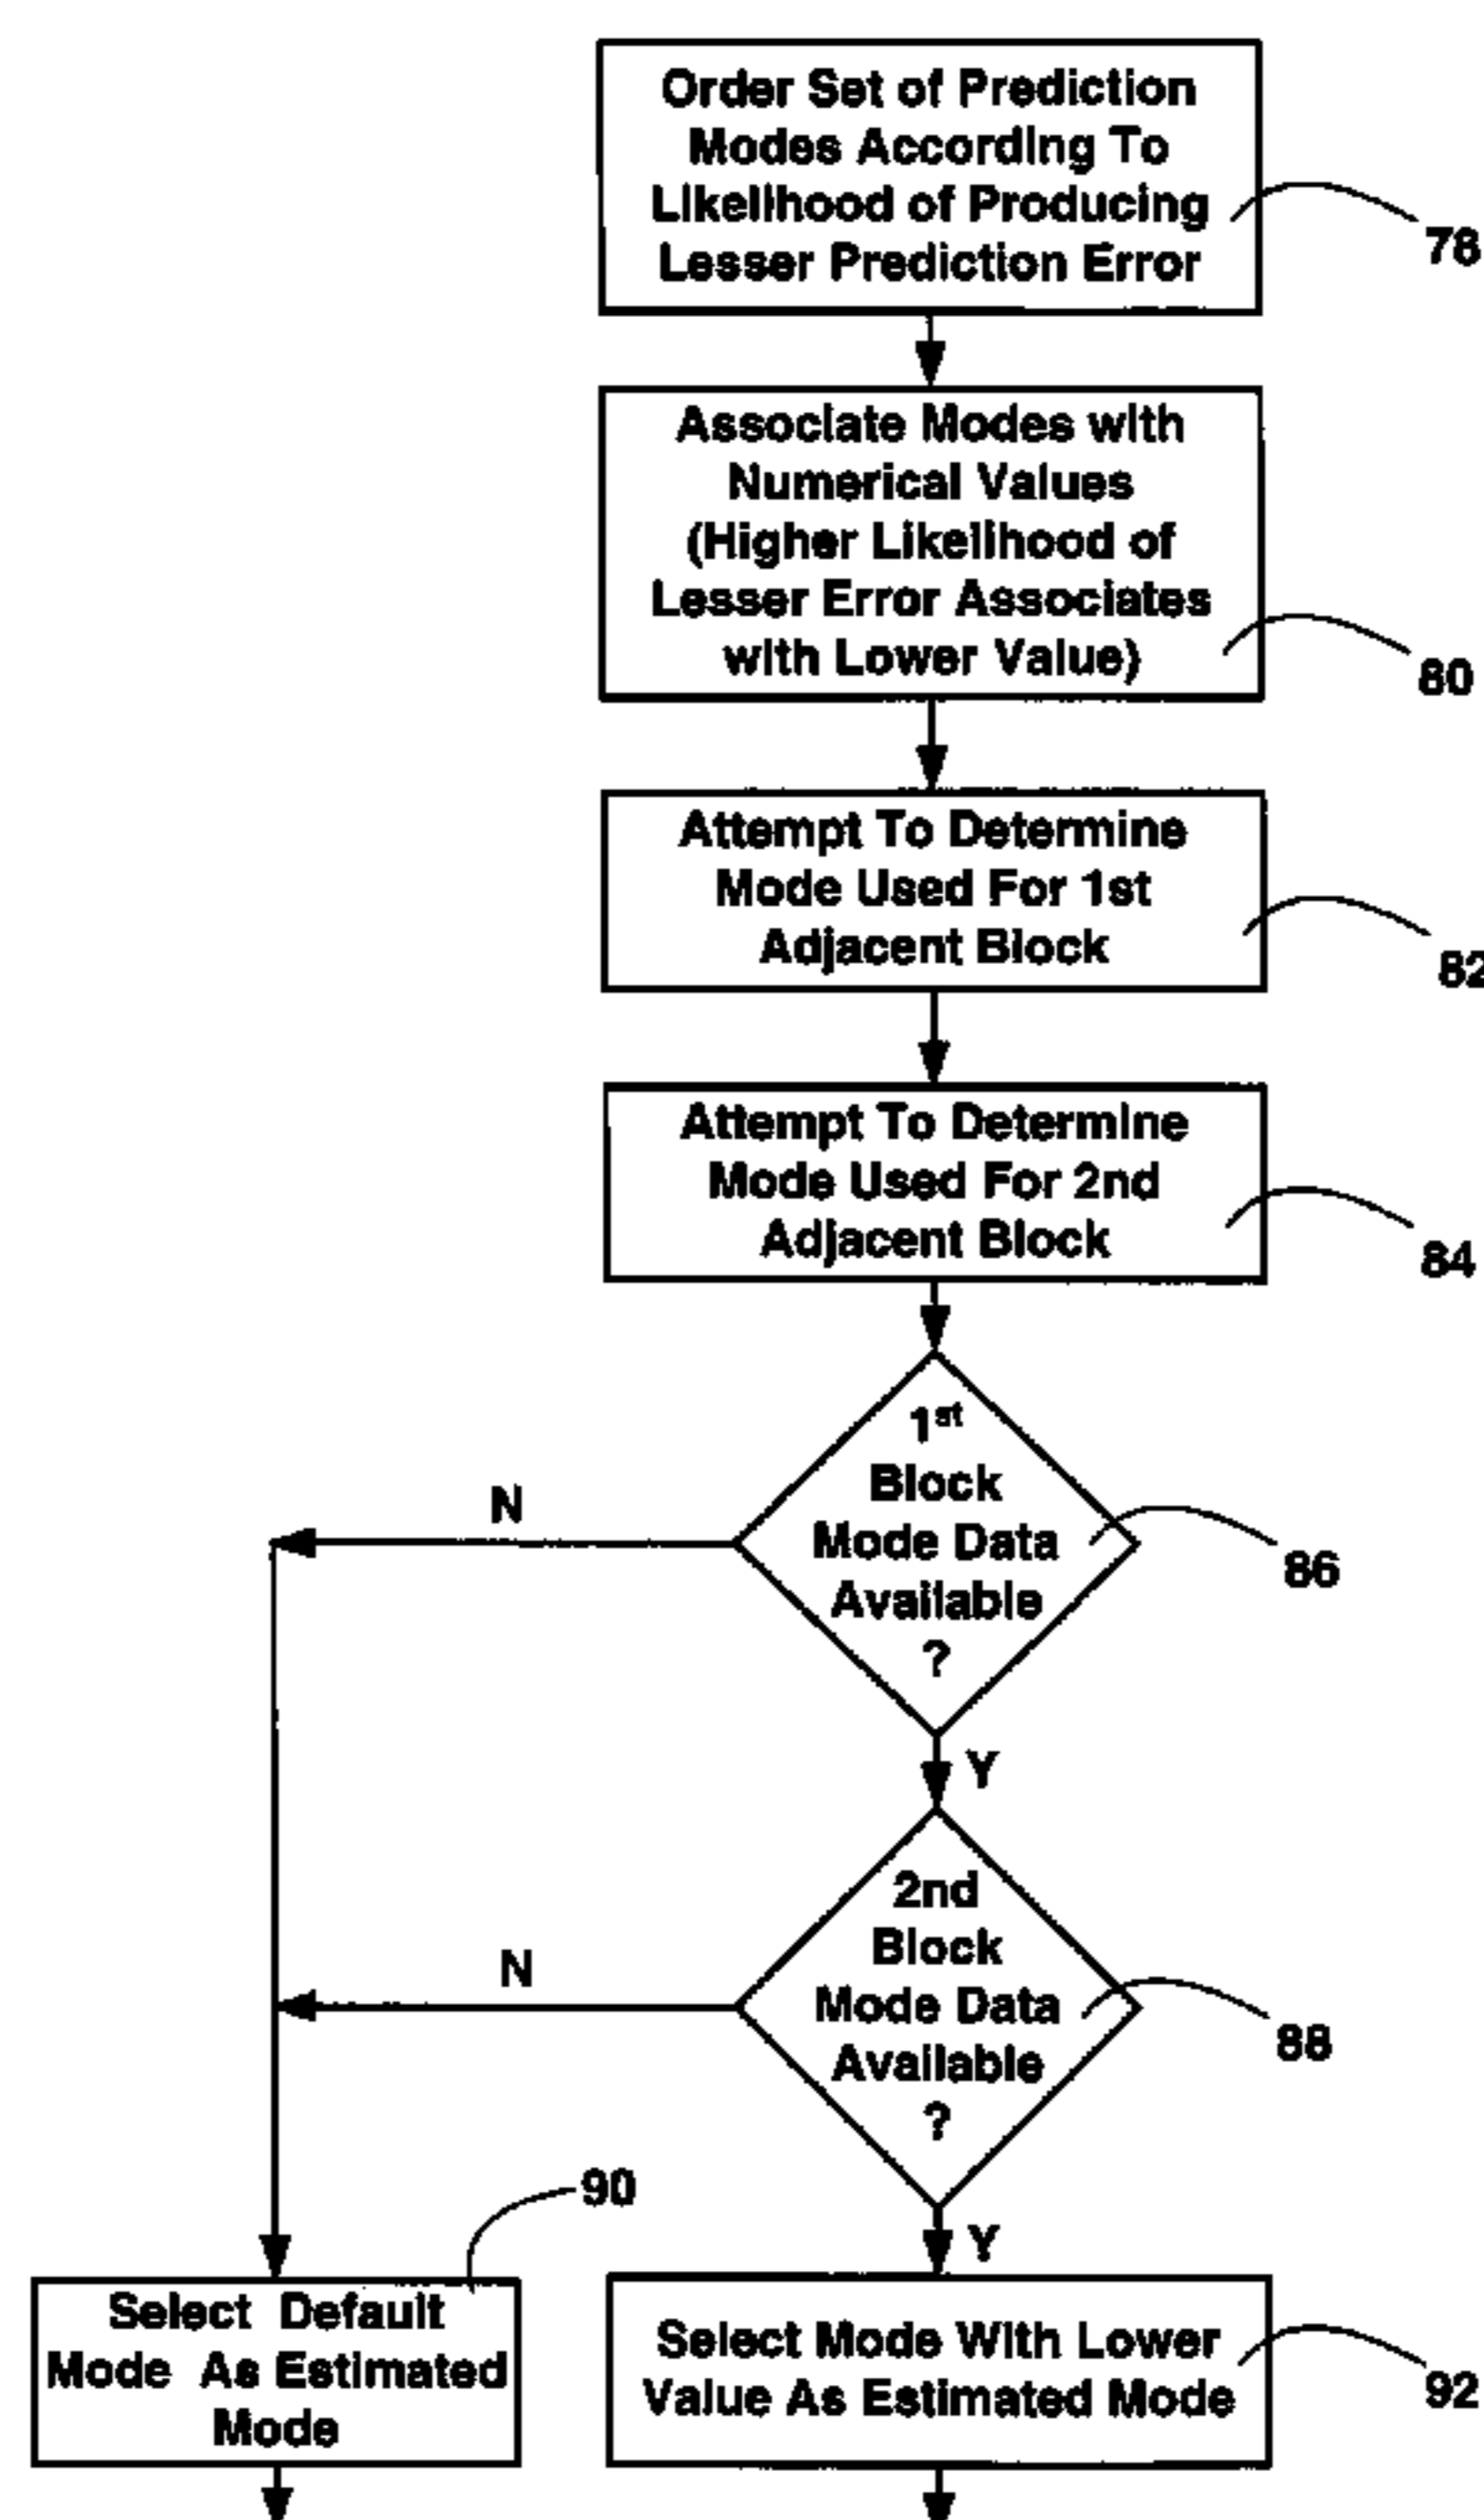 Order Set of Prediction
Modes According To
Likelihood of Producing
Lesser Prediction Error
78
Associate Modes with
Numerical Values
(Higher Likelihood of
Lesser Error Associates
with Lower Value)
80
Attempt To Determine
Mode Used For 1st
Adjacent Block
82
Attempt To Determine
Mode Used For 2nd
Adjacent Block
84
1st
Block
Mode Data
Available
?
86
N
Y
2nd
Block
Mode Data
Available
?
88
N
Y
90
Select Default
Mode As Estimated
Mode
Select Mode With Lower
Value As Estimated Mode
92